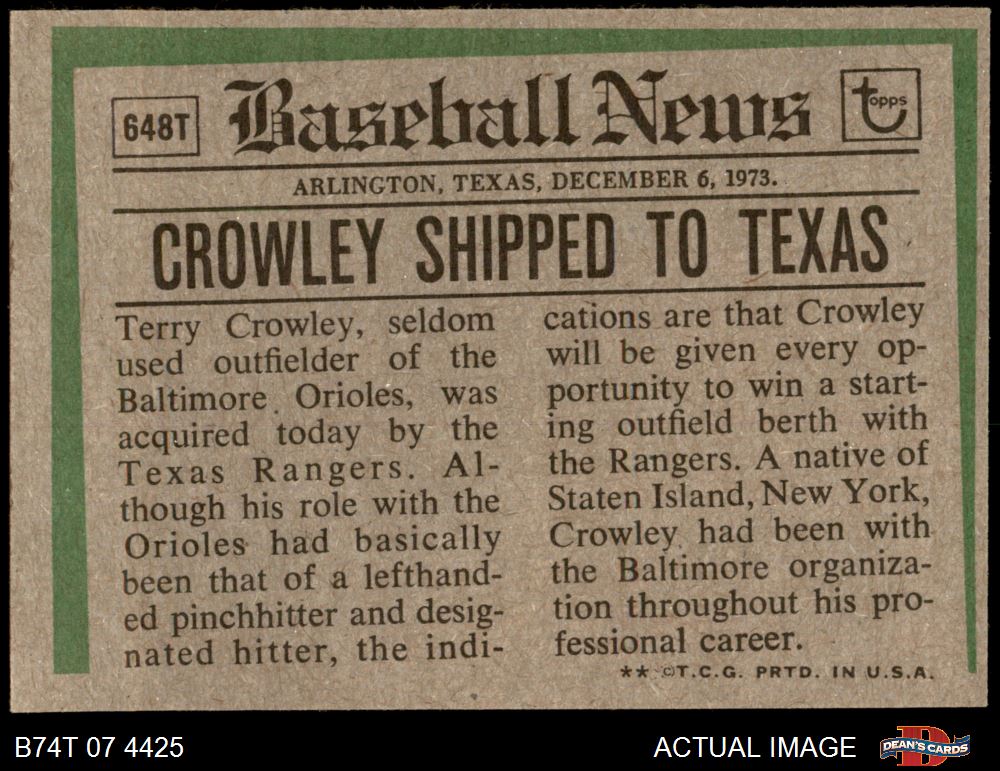 648T
Baseball News
topps
ARLINGTON, TEXAS, DECEMBER 6, 1973.
CROWLEY SHIPPED TO TEXAS
Terry Crowley, seldom
used outfielder of the
Baltimore Orioles, was
acquired today by the
Texas Rangers. Al-
though his role with the
Orioles had basically
been that of a lefthand-
ed pinchhitter and desig-
nated hitter, the indi-
cations are that Crowley
will be given every op-
portunity to win a start-
ing outfield berth with
the Rangers. A native of
Staten Island, New York,
Crowley had been with
the Baltimore organiza-
tion throughout his pro-
fessional career.
** ©T.C.G. PRTD. IN U.S.A.
B74T 07 4425
ACTUAL IMAGE
DEAN'S CARDS